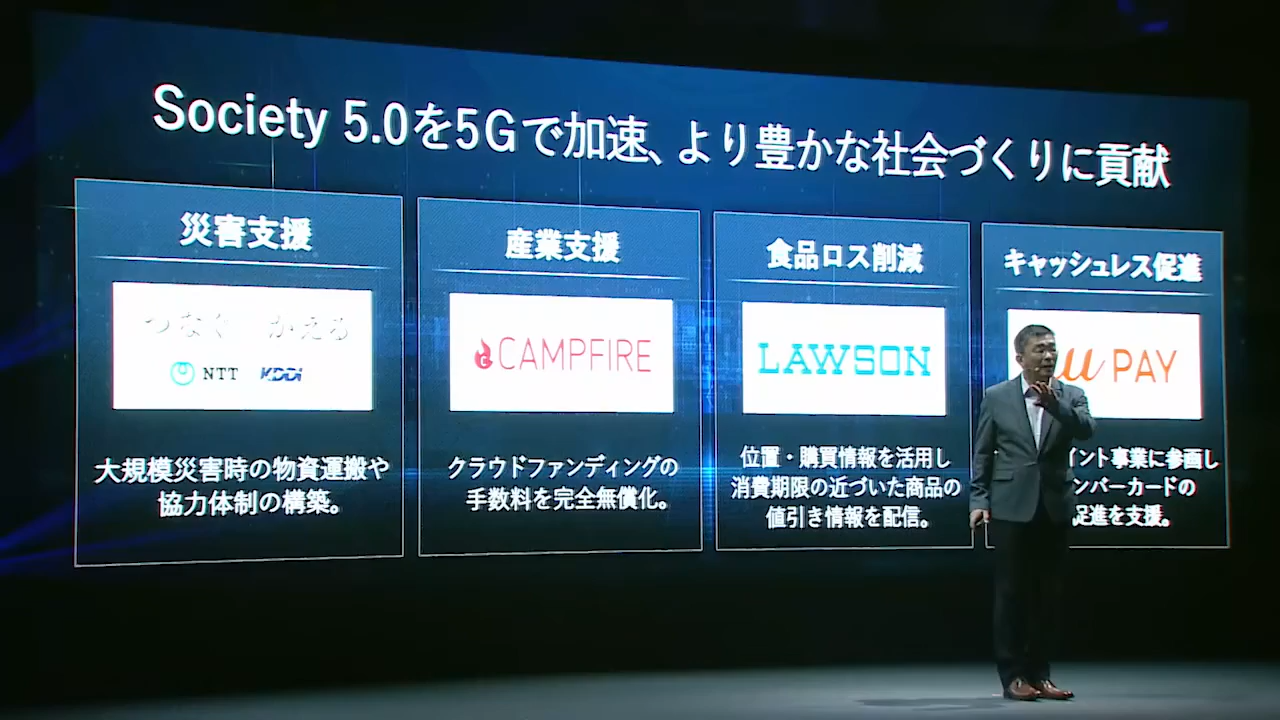 Society 5.0を5Gで加速、より豊かな社会づくりに貢献
災害支援
つなぐ かえる
NTT KDDI
大規模災害時の物資運搬や
協力体制の構築。
産業支援
CAMPFIRE
クラウドファンディングの
手数料を完全無償化。
食品ロス削減
LAWSON
位置・購買情報を活用し
消費期限の近づいた商品の
値引き情報を配信。
キャッシュレス促進
au PAY
イント事業に参画し
ンバーカードの
促進を支援。